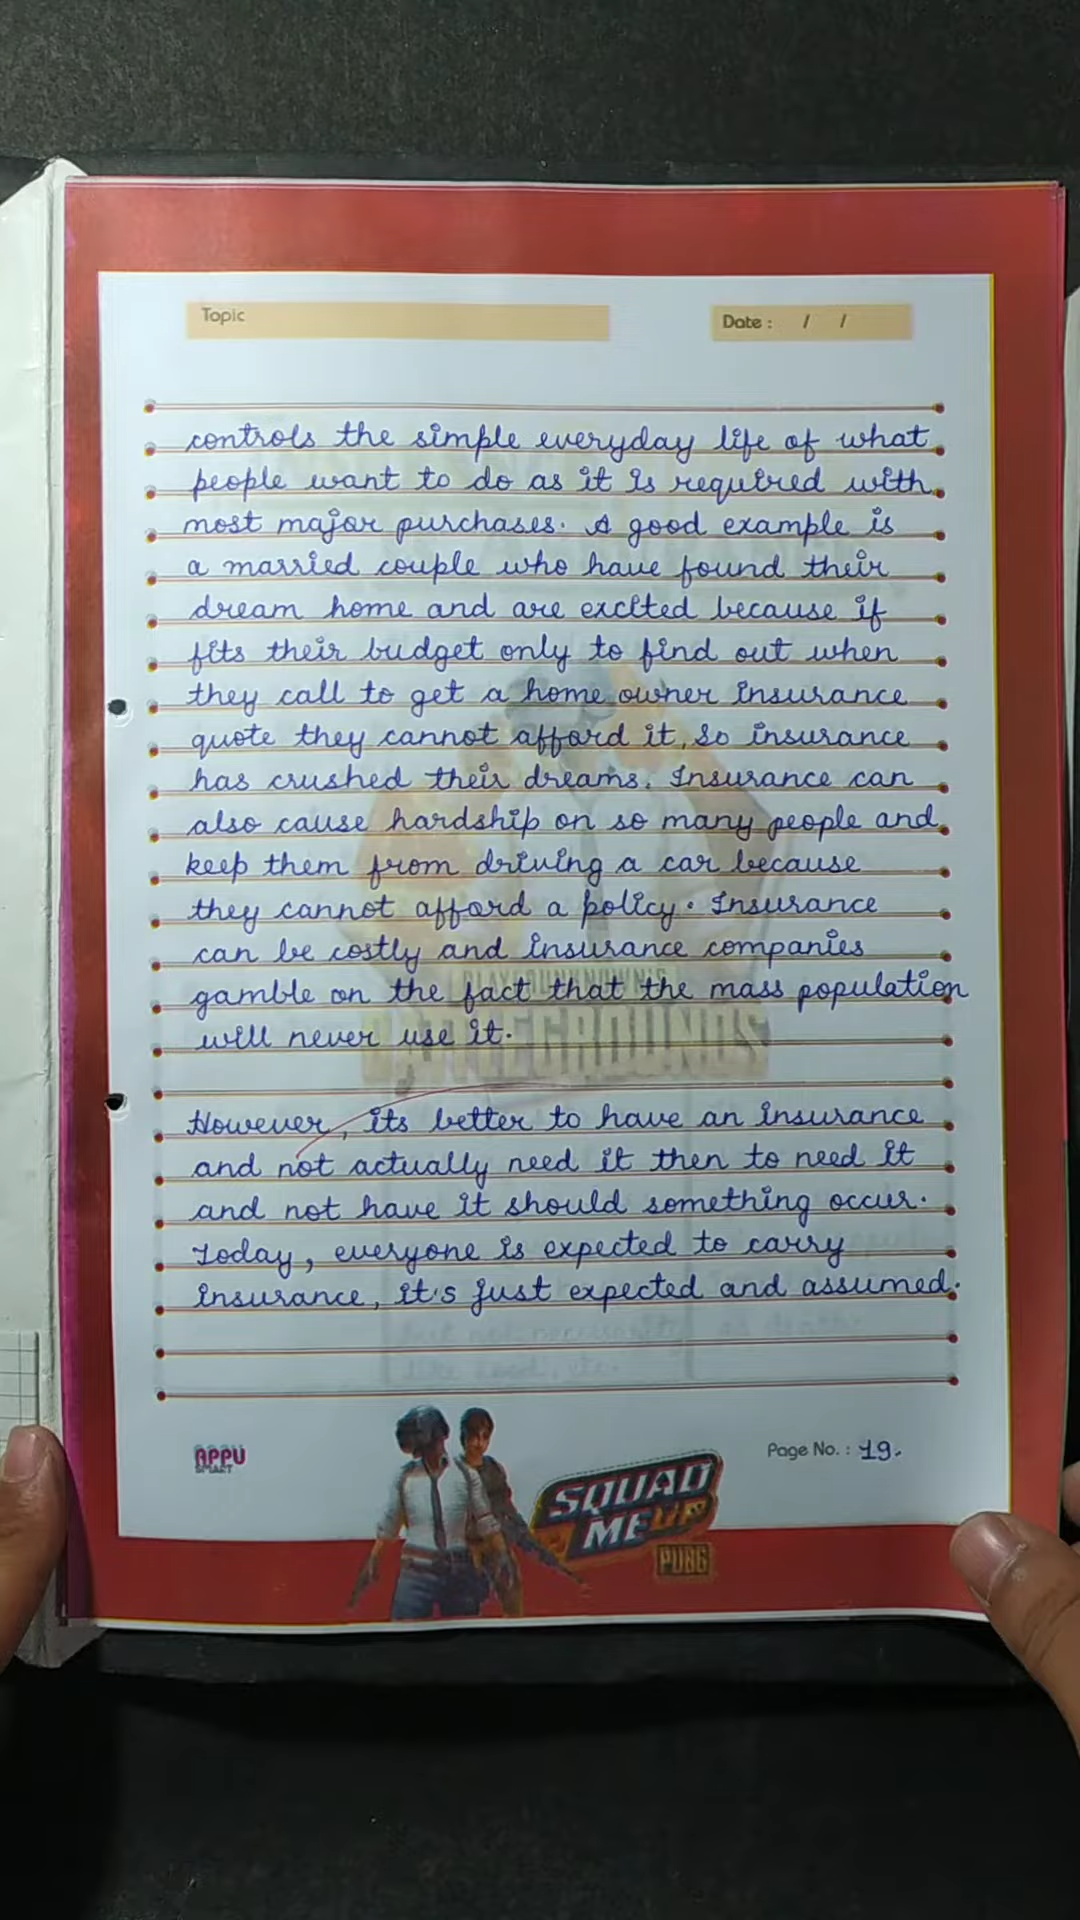 Topic
Date : / /
controls the simple everyday life of what
people want to do as it is required with
most major purchases. A good example is
a married couple who have found their
dream home and are excited because if
fits their budget only to find out when
they call to get a home owner insurance
quote they cannot afford it, so insurance
has crushed their dreams. Insurance can
also cause hardship on so many people and
keep them from driving a car because
they cannot afford a policy. Insurance
can be costly and insurance companies
gamble on the fact that the mass population
will never use it.
PLAYERUNKNOWN'S
BATTLEGROUNDS
However, its better to have an insurance
and not actually need it then to need it
and not have it should something occur.
Today, everyone is expected to carry
insurance, it's just expected and assumed.
APPU
SMART
Page No. : 19.
SQUAD
ME UP
PUBG